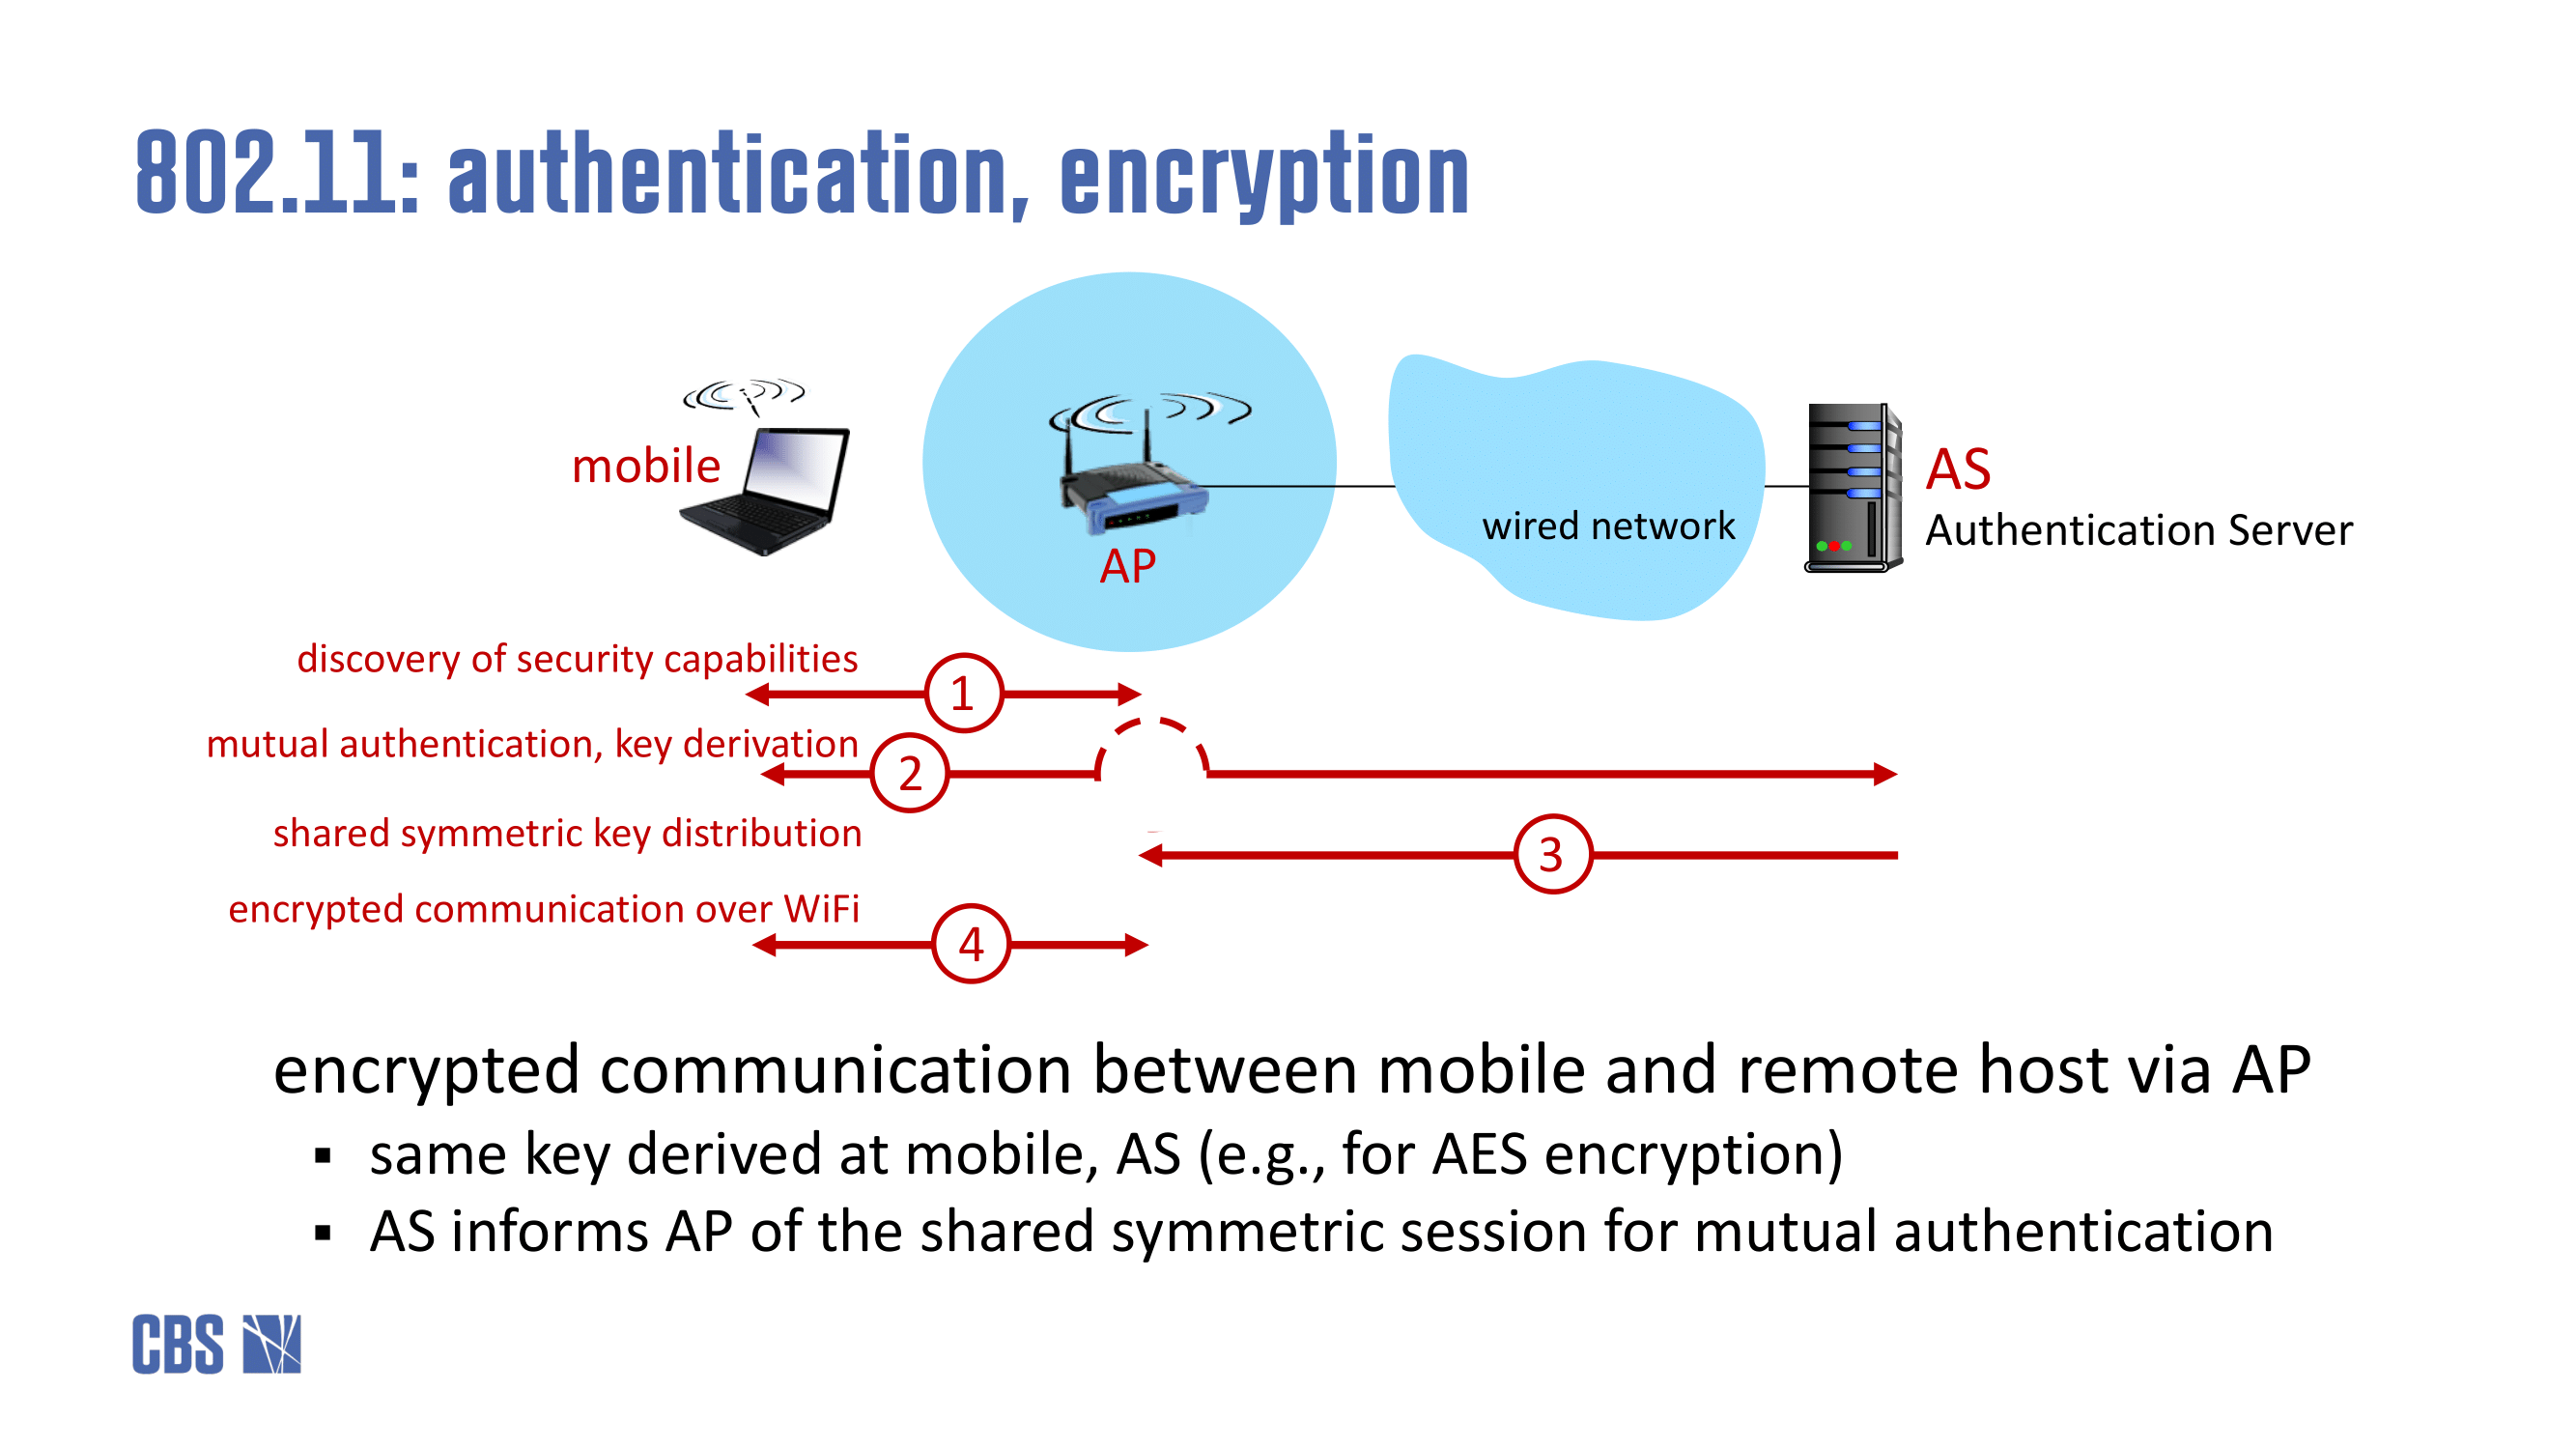 802.11: authentication, encryption
mobile
AP
wired network
AS
Authentication Server
discovery of security capabilities
1
mutual authentication, key derivation
2
shared symmetric key distribution
3
encrypted communication over WiFi
4
encrypted communication between mobile and remote host via AP
▪ same key derived at mobile, AS (e.g., for AES encryption)
▪ AS informs AP of the shared symmetric session for mutual authentication
CBS